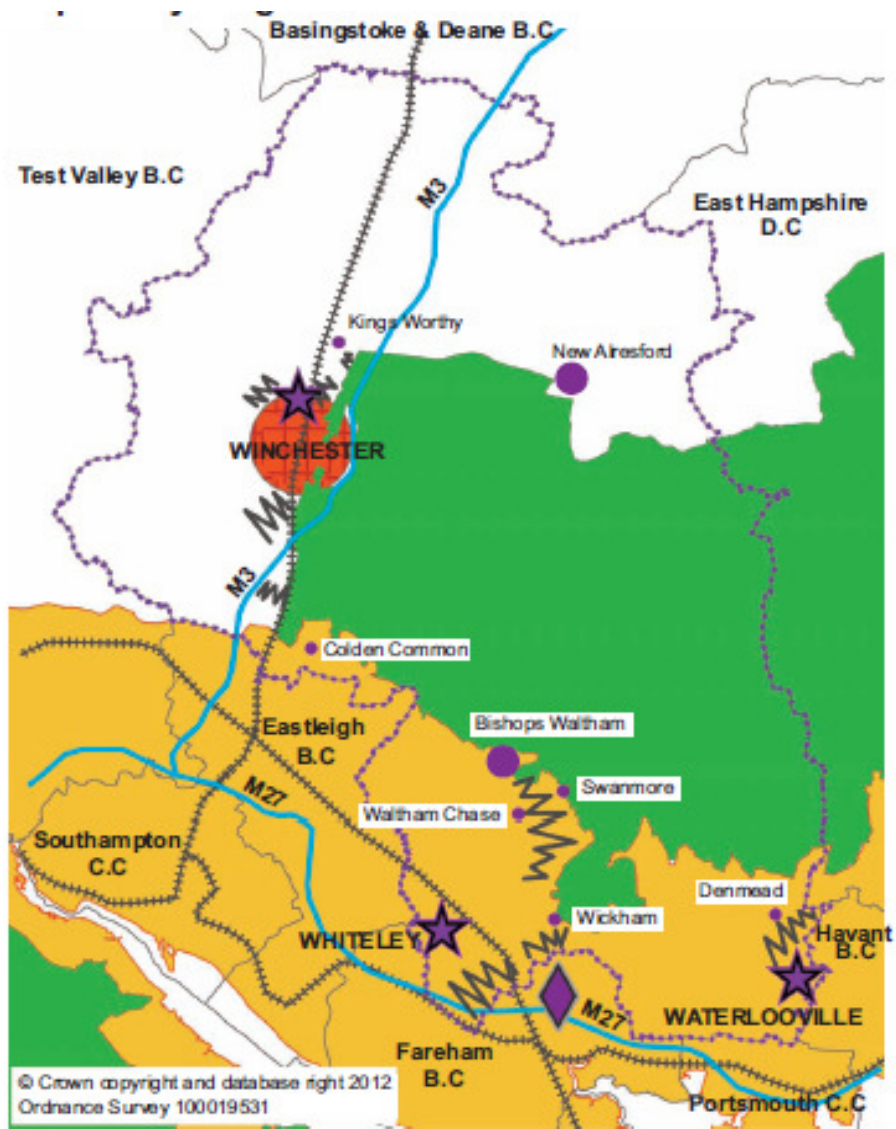 Basingstoke & Deane B.C
Test Valley B.C
M3
East Hampshire
D.C
Kings Worthy
New Alresford
WINCHESTER
M3
Colden Common
Bishops Waltham
Eastleigh
B.C
M27
Swanmore
Waltham Chase
Southampton
C.C
Denmead
Wickham
Havant
B.C
WHITELEY
M27
WATERLOOVILLE
Fareham
B.C
© Crown copyright and database right 2012
Ordnance Survey 100019531
Portsmouth C.C